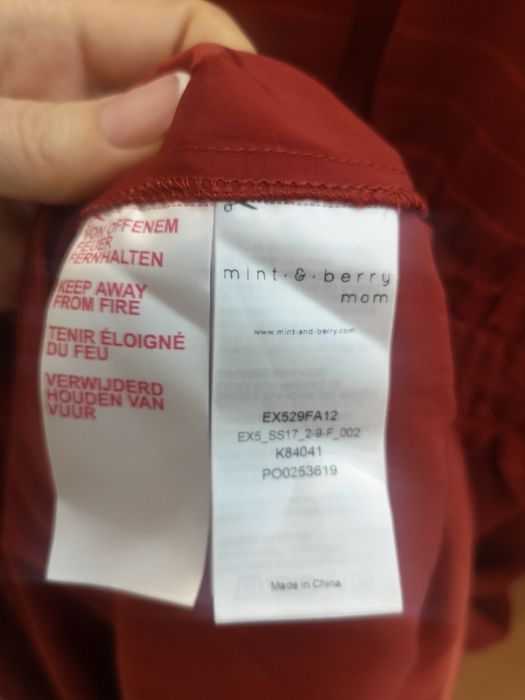 VON OFFENEM
FEUER
FERNHALTEN
KEEP AWAY
FROM FIRE
TENIR ÉLOIGNÉ
DU FEU
VERWIJDERD
HOUDEN VAN
VUUR
mint·&·berry
mom
www.mint-and-berry.com
EX529FA12
EX5_SS17_2-9-F_002
K84041
PO0253619
Made in China